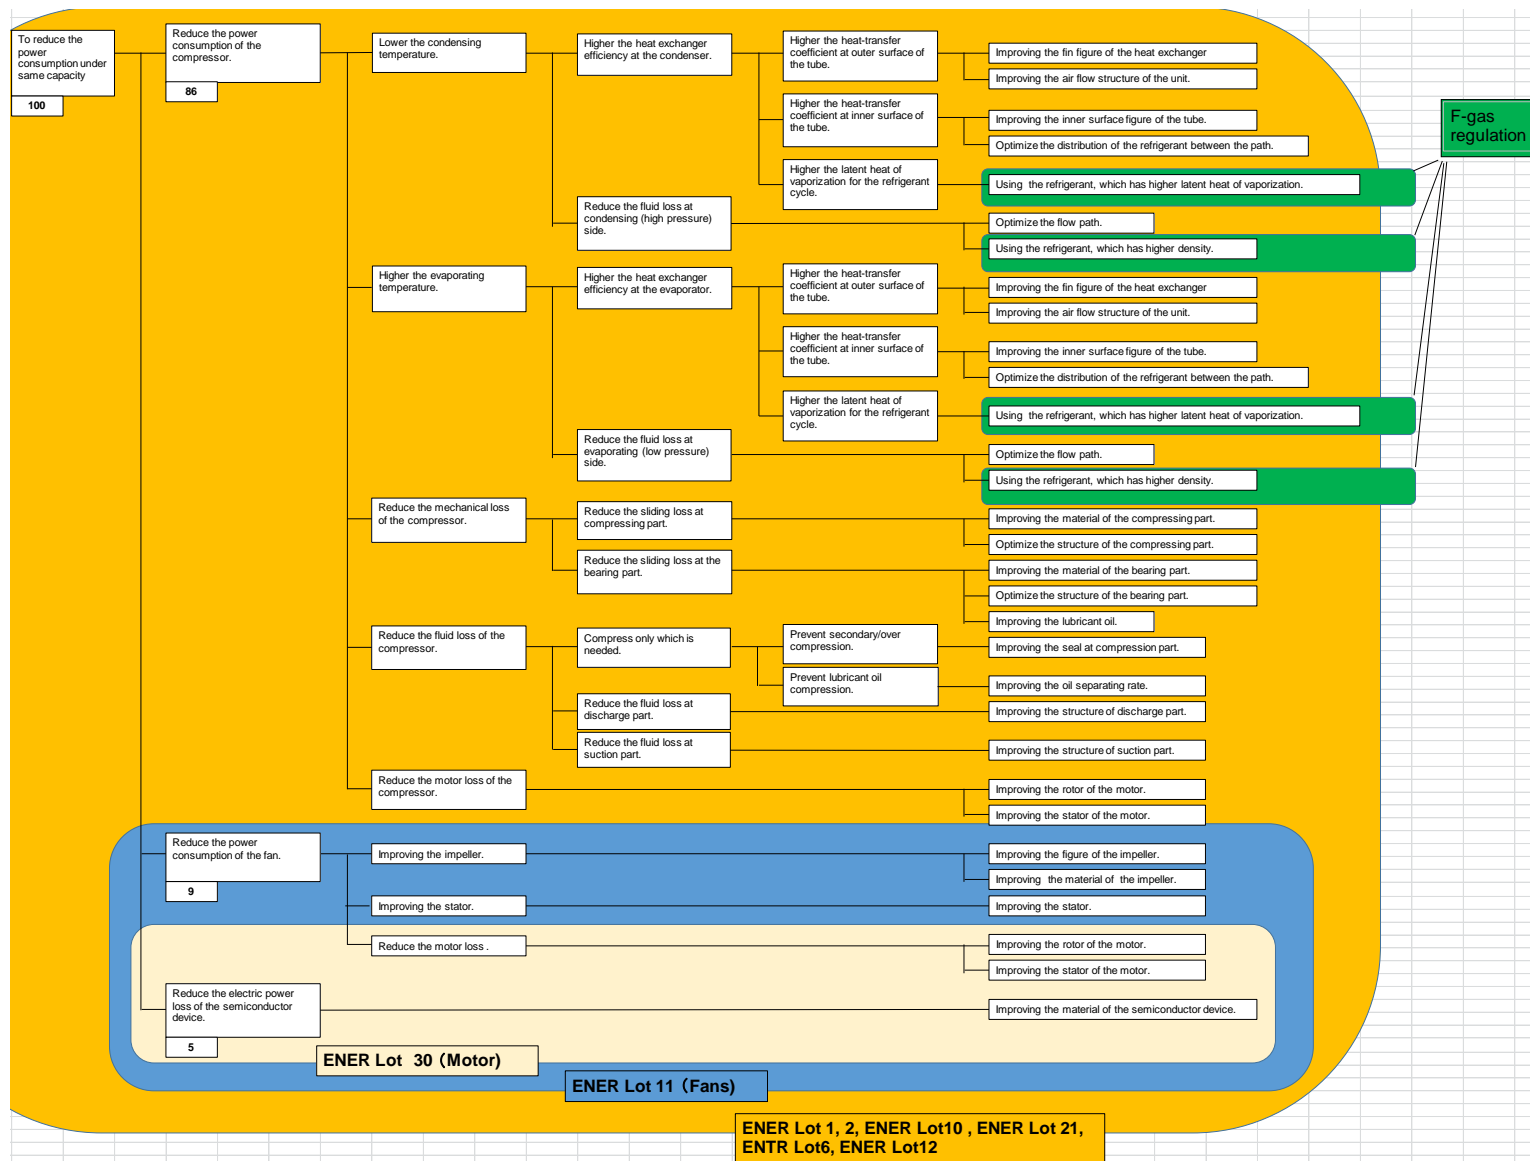 To reduce the
power
consumption under
same capacity
100
Reduce the power
consumption of the
compressor.
86
Lower the condensing
temperature.
Higher the heat exchanger
efficiency at the condenser.
Higher the heat-transfer
coefficient at outer surface of
the tube.
Improving the fin figure of the heat exchanger
Improving the air flow structure of the unit.
Higher the heat-transfer
coefficient at inner surface of
the tube.
Improving the inner surface figure of the tube.
Optimize the distribution of the refrigerant between the path.
F-gas
regulation
Higher the latent heat of
vaporization for the refrigerant
cycle.
Using the refrigerant, which has higher latent heat of vaporization.
Reduce the fluid loss at
condensing (high pressure)
side.
Optimize the flow path.
Using the refrigerant, which has higher density.
Higher the evaporating
temperature.
Higher the heat exchanger
efficiency at the evaporator.
Higher the heat-transfer
coefficient at outer surface of
the tube.
Improving the fin figure of the heat exchanger
Improving the air flow structure of the unit.
Higher the heat-transfer
coefficient at inner surface of
the tube.
Improving the inner surface figure of the tube.
Optimize the distribution of the refrigerant between the path.
Higher the latent heat of
vaporization for the refrigerant
cycle.
Using the refrigerant, which has higher latent heat of vaporization.
Reduce the fluid loss at
evaporating (low pressure)
side.
Optimize the flow path.
Using the refrigerant, which has higher density.
Reduce the mechanical loss
of the compressor.
Reduce the sliding loss at
compressing part.
Improving the material of the compressing part.
Optimize the structure of the compressing part.
Reduce the sliding loss at the
bearing part.
Improving the material of the bearing part.
Optimize the structure of the bearing part.
Improving the lubricant oil.
Reduce the fluid loss of the
compressor.
Compress only which is
needed.
Prevent secondary/over
compression.
Improving the seal at compression part.
Prevent lubricant oil
compression.
Improving the oil separating rate.
Reduce the fluid loss at
discharge part.
Improving the structure of discharge part.
Reduce the fluid loss at
suction part.
Improving the structure of suction part.
Reduce the motor loss of the
compressor.
Improving the rotor of the motor.
Improving the stator of the motor.
Reduce the power
consumption of the fan.
9
Improving the impeller.
Improving the figure of the impeller.
Improving the material of the impeller.
Improving the stator.
Improving the stator.
Reduce the motor loss .
Improving the rotor of the motor.
Improving the stator of the motor.
Reduce the electric power
loss of the semiconductor
device.
5
Improving the material of the semiconductor device.
ENER Lot 30 (Motor)
ENER Lot 11 (Fans)
ENER Lot 1, 2, ENER Lot10 , ENER Lot 21,
ENTR Lot6, ENER Lot12